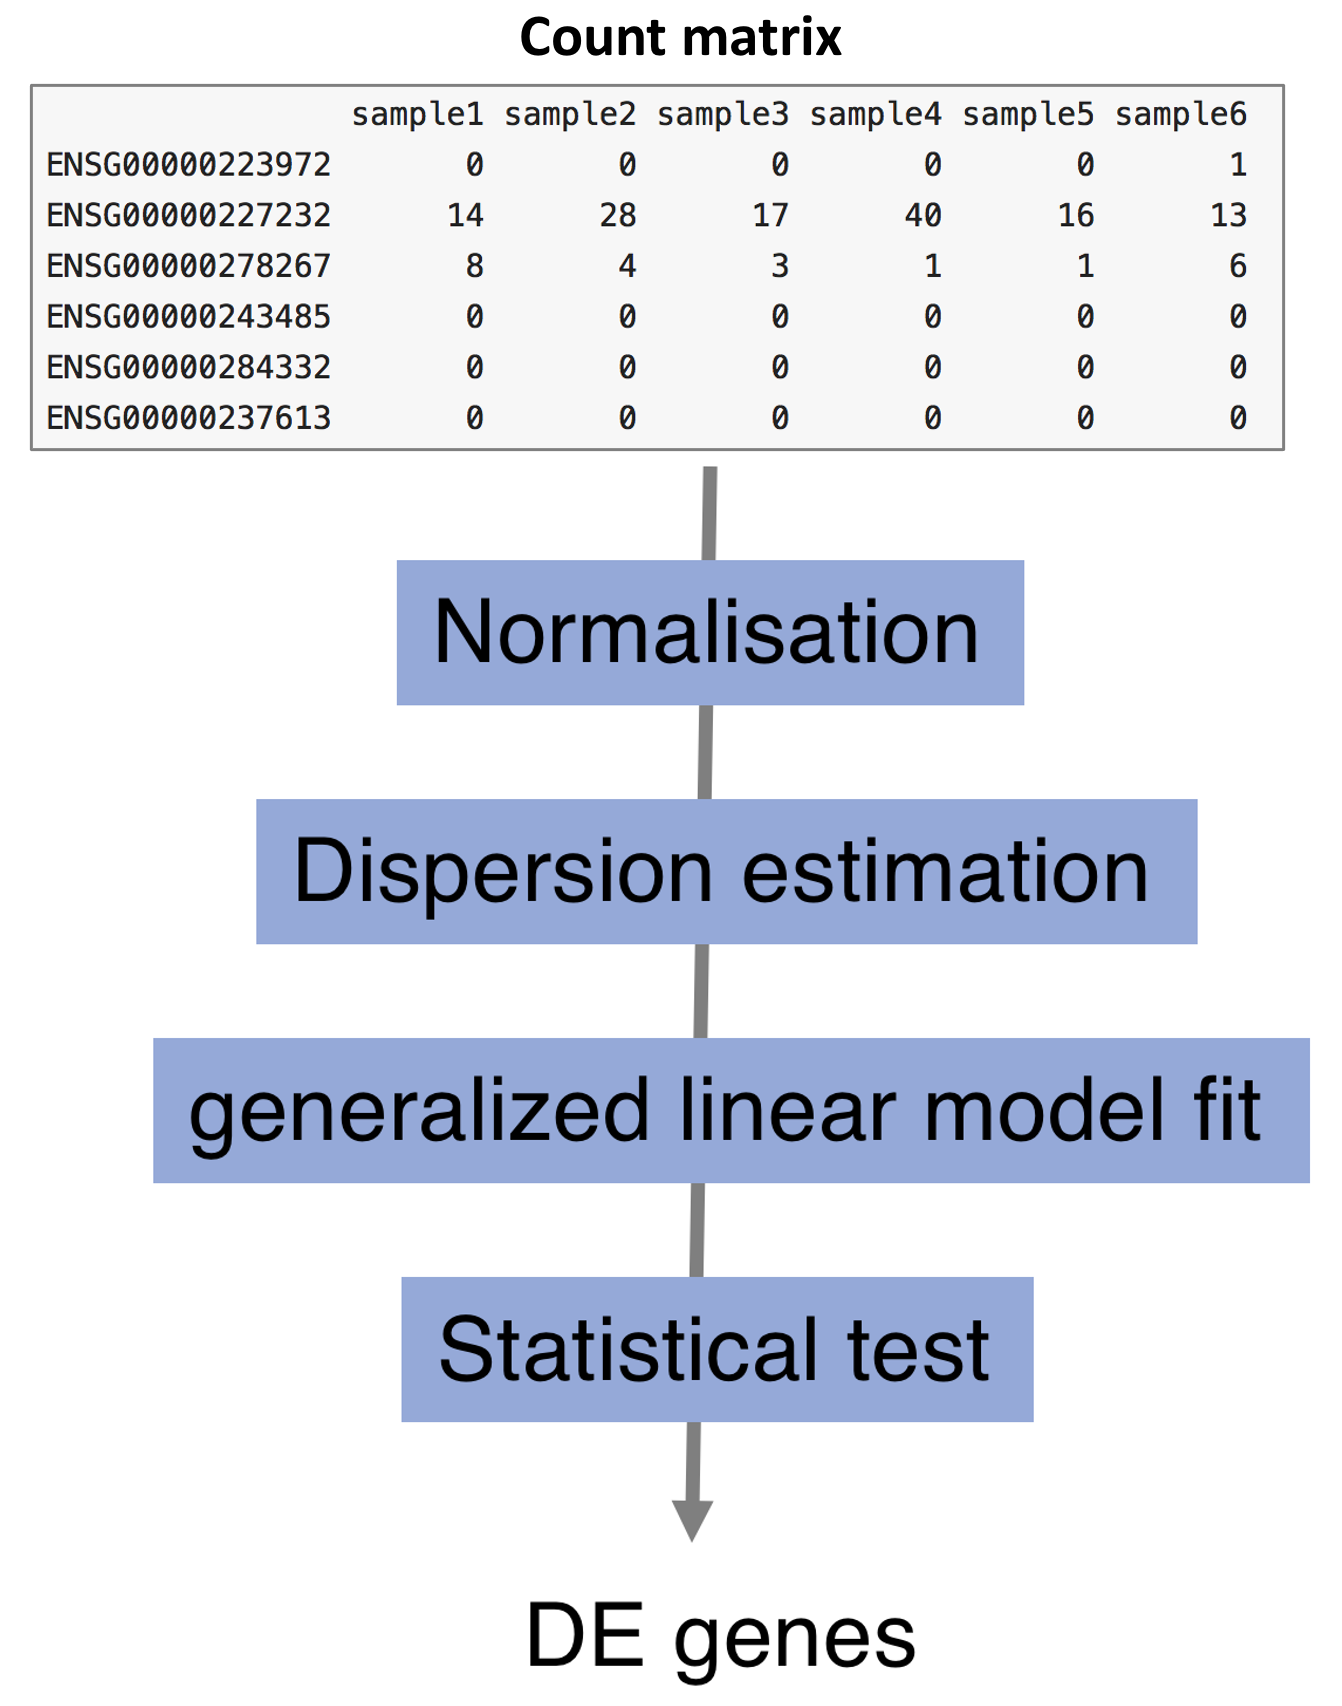 Count matrix
sample1 sample2 sample3 sample4 sample5 sample6
ENSG00000223972 0 0 0 0 0 1
ENSG00000227232 14 28 17 40 16 13
ENSG00000278267 8 4 3 1 1 6
ENSG00000243485 0 0 0 0 0 0
ENSG00000284332 0 0 0 0 0 0
ENSG00000237613 0 0 0 0 0 0
Normalisation
Dispersion estimation
generalized linear model fit
Statistical test
DE genes